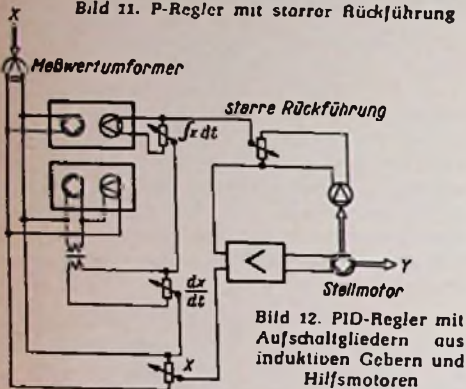 Bild 11. P-Regler mit starrer Rückführung
X
Meßwertumformer
∫x dt
starre Rückführung
dx
dt
<
Y
Stellmotor
X
Bild 12. PID-Regler mit
Aufschaltgliedern aus
induktiven Gebern und
Hilfsmotoren